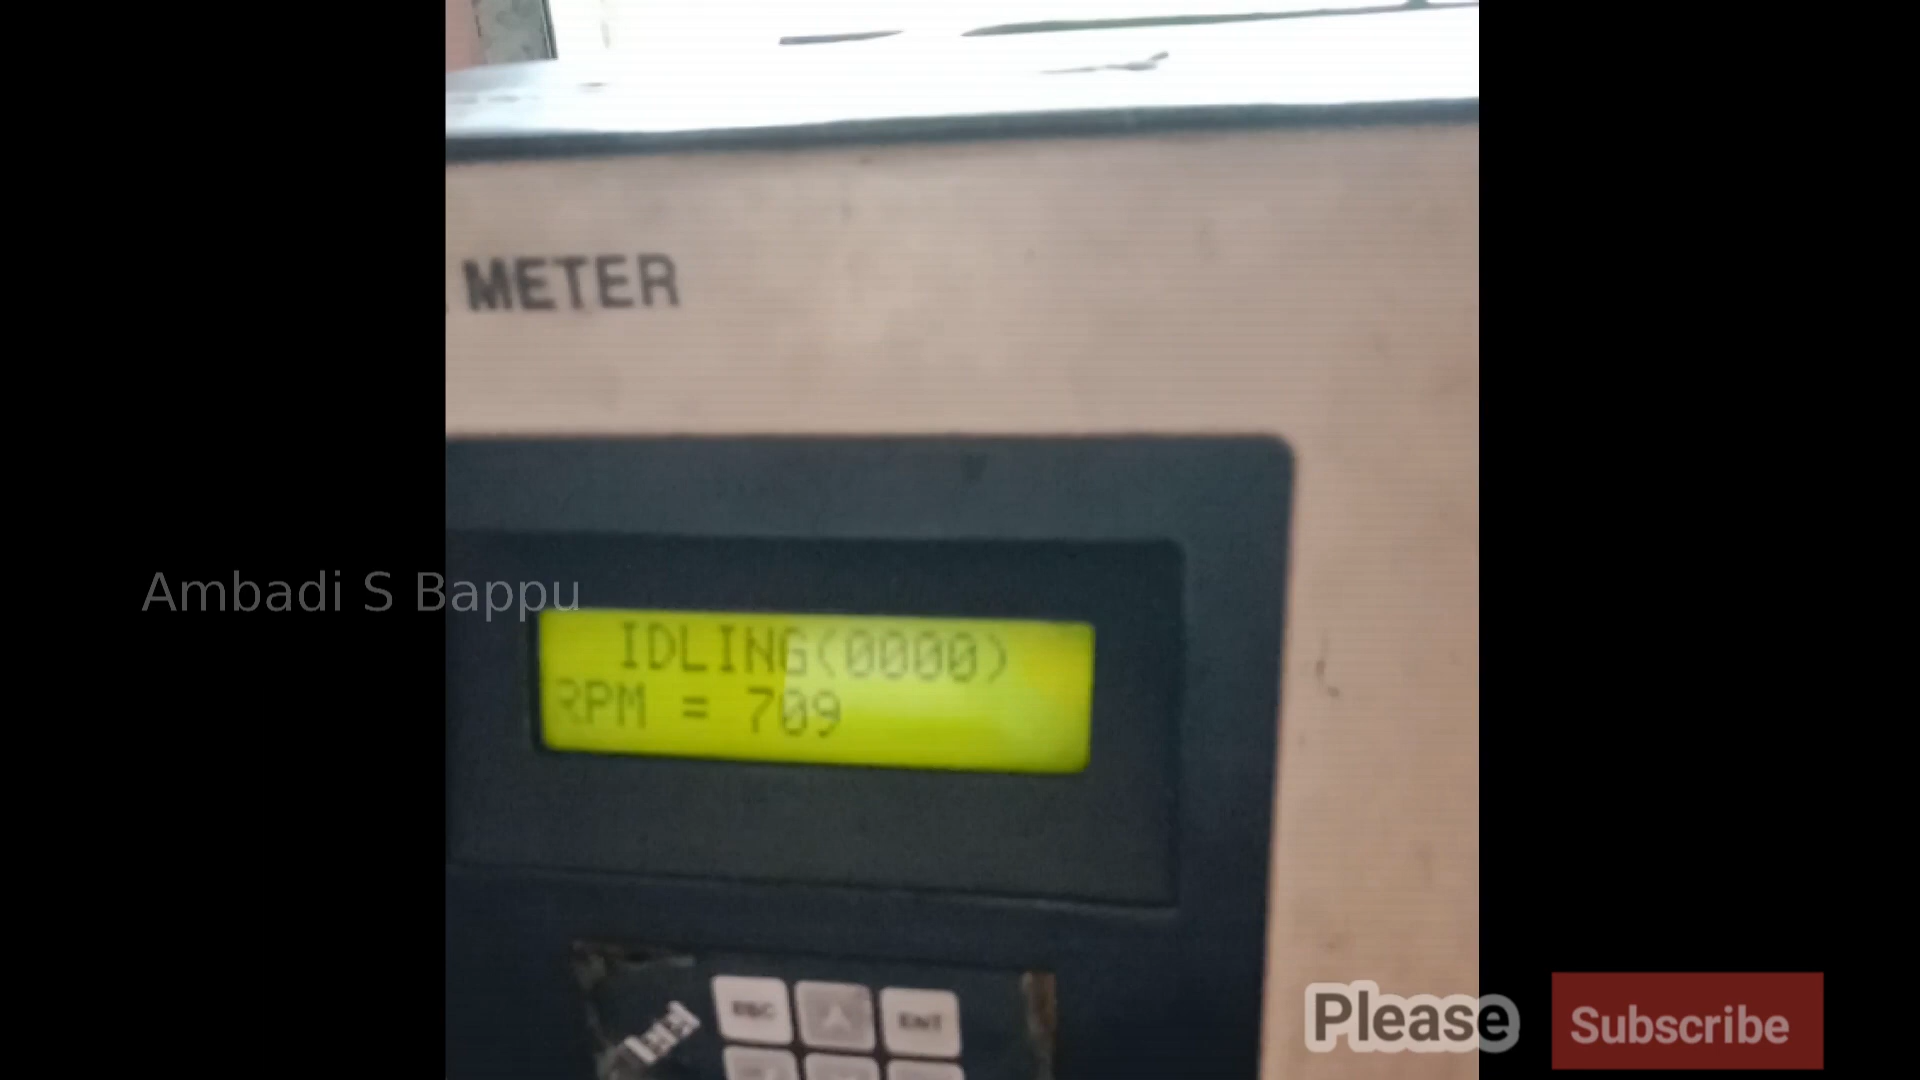 METER
Ambadi S Bappu
IDLING(0000)
RPM = 709
ESC
ENT
Please
Subscribe